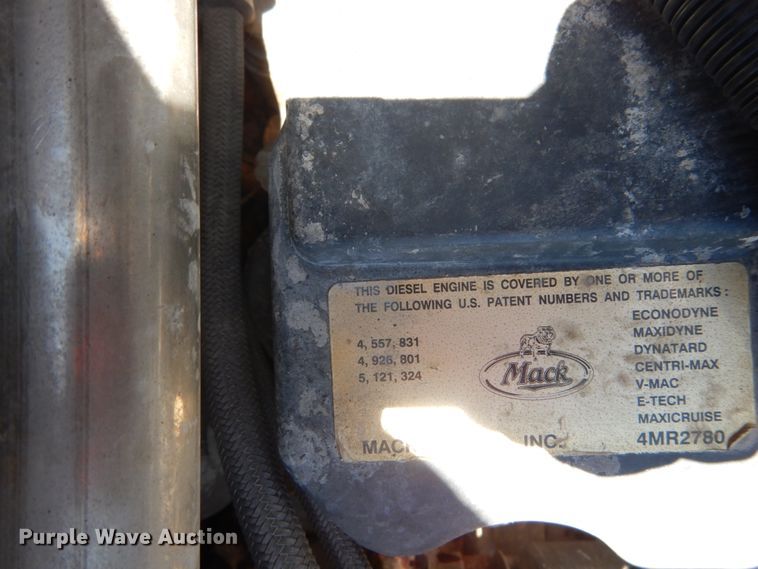 THIS DIESEL ENGINE IS COVERED BY ONE OR MORE OF
THE FOLLOWING U.S. PATENT NUMBERS AND TRADEMARKS :
4, 557, 831
4, 926, 801
5, 121, 324
Mack
ECONODYNE
MAXIDYNE
DYNATARD
CENTRI-MAX
V-MAC
E-TECH
MAXICRUISE
INC.
4MR2780
Purple Wave Auction